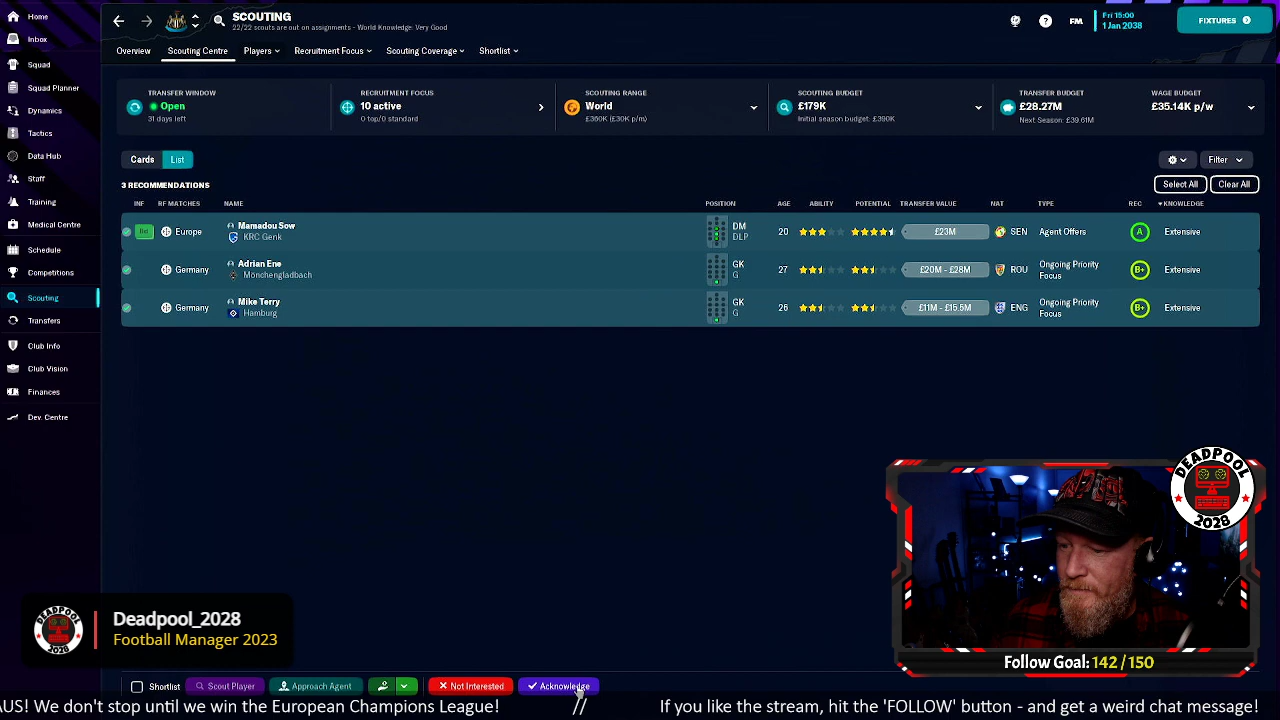 Home
Inbox
Squad
Squad Planner
Dynamics
Tactics
Data Hub
Staff
Training
Medical Centre
Schedule
Competitions
Scouting
Transfers
Club Info
Club Vision
Finances
Dev. Centre
SCOUTING
22/22 scouts are out on assignments - World Knowledge: Very Good
FM
Fri 15:00
1 Jan 2038
FIXTURES
Overview
Scouting Centre
Players
Recruitment Focus
Scouting Coverage
Shortlist
TRANSFER WINDOW
Open
31 days left
RECRUITMENT FOCUS
10 active
0 top/0 standard
SCOUTING RANGE
World
£360K (£30K p/m)
SCOUTING BUDGET
£179K
Initial season budget: £390K
TRANSFER BUDGET
£28.27M
Next Season: £39.61M
WAGE BUDGET
£35.14K p/w
Cards List
Filter
3 RECOMMENDATIONS
Select All
Clear All
INF RF MATCHES NAME POSITION AGE ABILITY POTENTIAL TRANSFER VALUE NAT TYPE REC KNOWLEDGE
Bid Europe Mamadou Sow
KRC Genk
DM
DLP
20 £23M SEN Agent Offers A Extensive
Germany Adrian Ene
Mönchengladbach
GK
G
27 £20M - £28M ROU Ongoing Priority
Focus
B+ Extensive
Germany Mike Terry
Hamburg
GK
G
26 £11M - £15.5M ENG Ongoing Priority
Focus
B+ Extensive
DEADPOOL
2028
Deadpool_2028
Football Manager 2023
Follow Goal: 142 / 150
Shortlist
Scout Player
Approach Agent
Not Interested
Acknowledge
AUS! We don't stop until we win the European Champions League! // If you like the stream, hit the 'FOLLOW' button - and get a weird chat message!